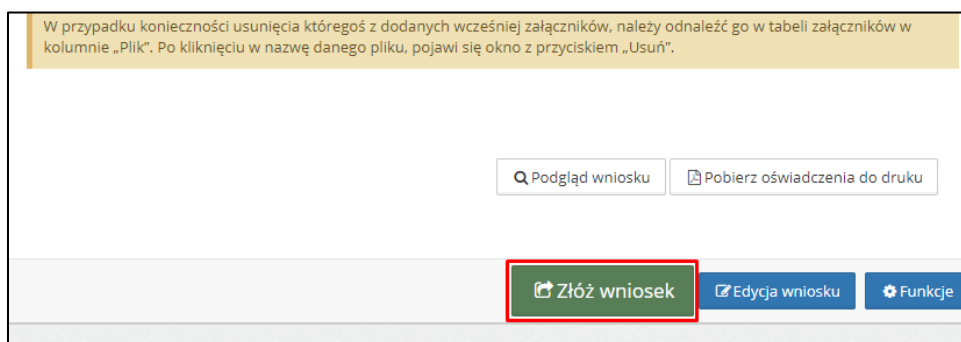 W przypadku konieczności usunięcia któregoś z dodanych wcześniej załączników, należy odnaleźć go w tabeli załączników w
kolumnie „Plik”. Po kliknięciu w nazwę danego pliku, pojawi się okno z przyciskiem „Usuń”.
Podgląd wniosku Pobierz oświadczenia do druku
Złóż wniosek Edycja wniosku Funkcje